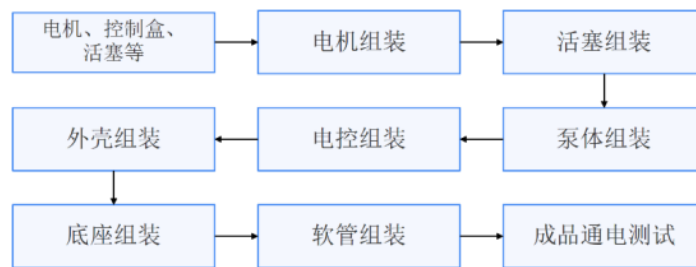 电机、控制盒、
活塞等
电机组装
活塞组装
外壳组装
电控组装
泵体组装
底座组装
软管组装
成品通电测试